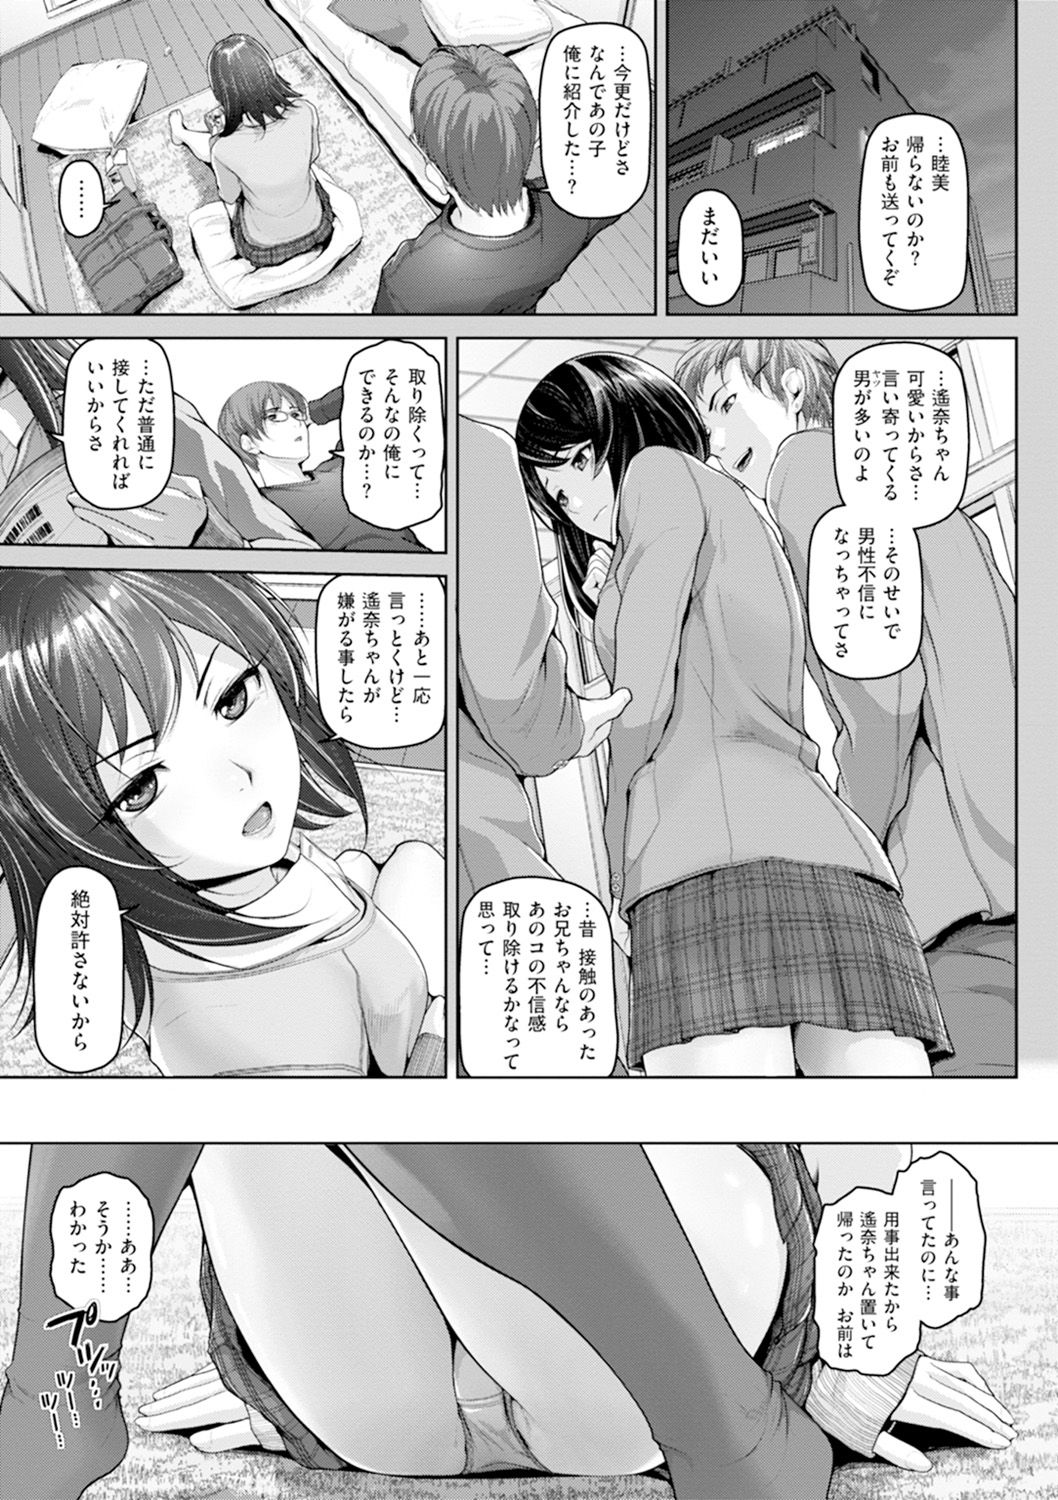 …睦美
帰らないのか?
お前も送ってくぞ
まだいい
…今更だけどさ
なんであの子
俺に紹介した…?
……
…遙奈ちゃん
可愛いからさ…
言い寄ってくる
男が多いのよ
ヤツ
…そのせいで
男性不信に
なっちゃってさ
…昔 接触のあった
お兄ちゃんなら
あのコの不信感
取り除けるかなって
思って…
取り除くって…
そんなの俺に
できるのか…?
…ただ普通に
接してくれれば
いいからさ
……あと一応
言っとくけど…
遙奈ちゃんが
嫌がる事したら
絶対許さないから
――あんな事
言ってたのに…
用事出来たから
遙奈ちゃん置いて
帰ったのか お前は
……ああ…
そうか……
わかった
プッ…
ツー…
ツー…